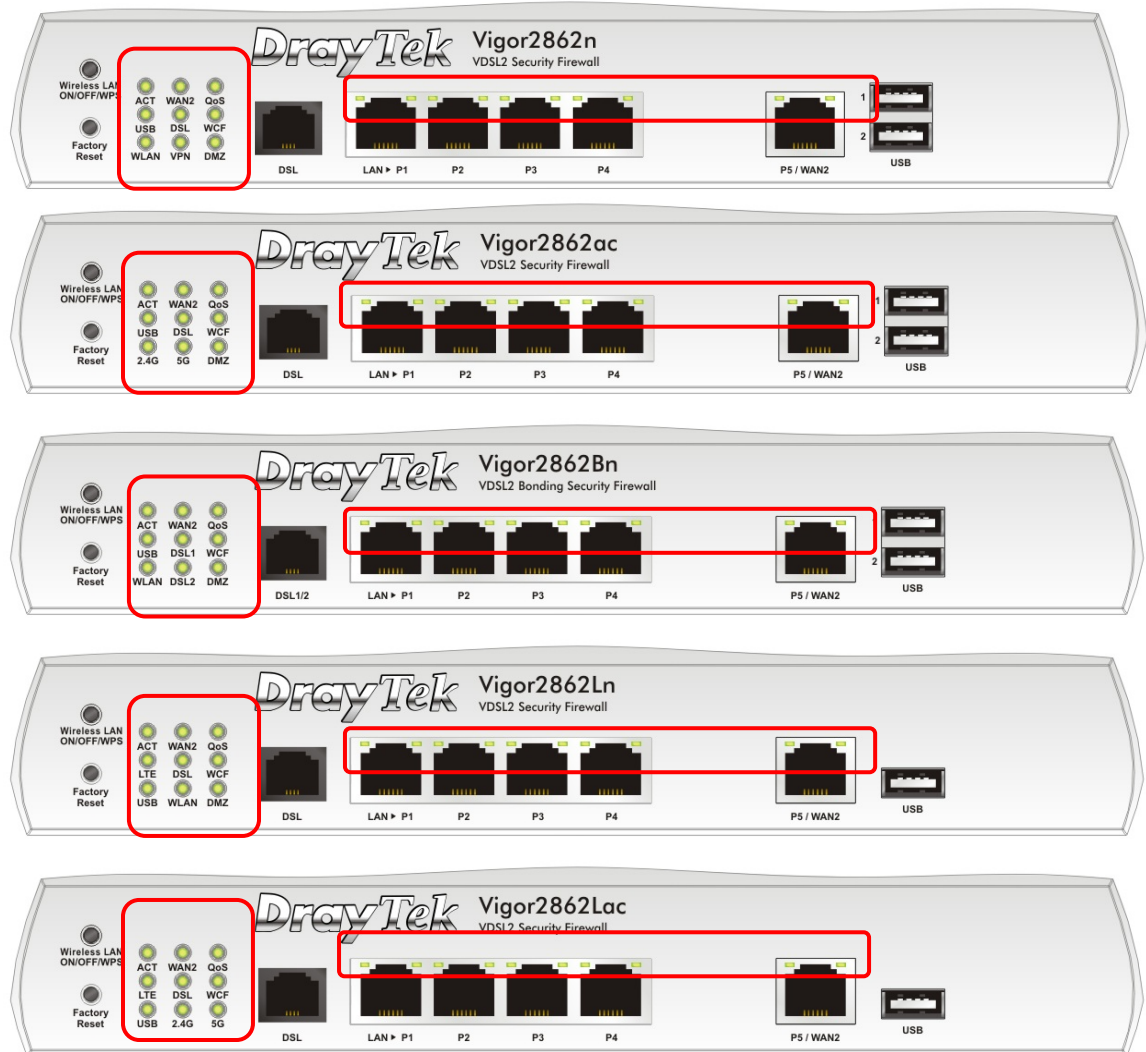 DrayTek Vigor2862n
VDSL2 Security Firewall
Wireless LAN
ON/OFF/WPS
ACT WAN2 QoS
USB DSL WCF
WLAN VPN DMZ
Factory
Reset
1
2
DSL LAN P1 P2 P3 P4 P5 / WAN2 USB
DrayTek Vigor2862ac
VDSL2 Security Firewall
Wireless LAN
ON/OFF/WPS
ACT WAN2 QoS
USB DSL WCF
2.4G 5G DMZ
Factory
Reset
1
2
DSL LAN P1 P2 P3 P4 P5 / WAN2 USB
DrayTek Vigor2862Bn
VDSL2 Bonding Security Firewall
Wireless LAN
ON/OFF/WPS
ACT WAN2 QoS
USB DSL1 WCF
WLAN DSL2 DMZ
Factory
Reset
2
DSL1/2 LAN P1 P2 P3 P4 P5 / WAN2 USB
DrayTek Vigor2862Ln
VDSL2 Security Firewall
Wireless LAN
ON/OFF/WPS
ACT WAN2 QoS
LTE DSL WCF
USB WLAN DMZ
Factory
Reset
DSL LAN P1 P2 P3 P4 P5 / WAN2 USB
DrayTek Vigor2862Lac
VDSL2 Security Firewall
Wireless LAN
ON/OFF/WPS
ACT WAN2 QoS
LTE DSL WCF
USB 2.4G 5G
Factory
Reset
DSL LAN P1 P2 P3 P4 P5 / WAN2 USB